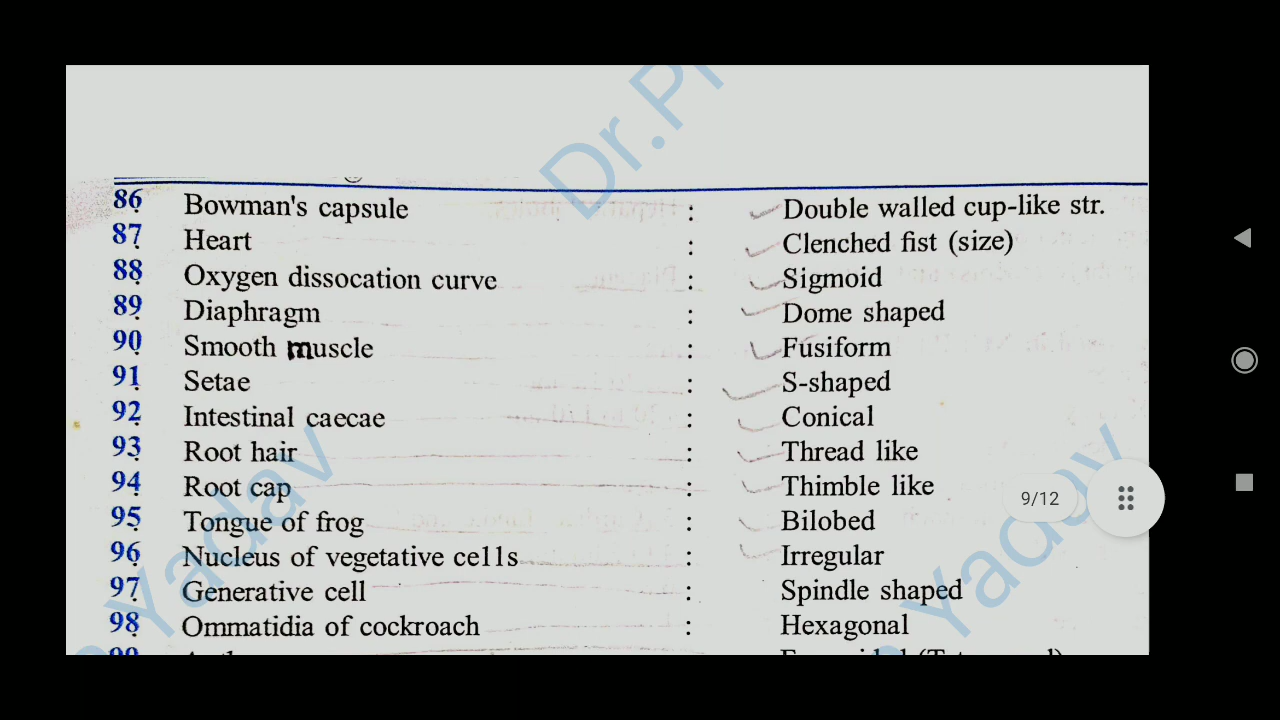 Dr.P
86. Bowman's capsule : Double walled cup-like str.
87. Heart : Clenched fist (size)
88. Oxygen dissocation curve : Sigmoid
89. Diaphragm : Dome shaped
90. Smooth muscle : Fusiform
91. Setae : S-shaped
92. Intestinal caecae : Conical
93. Root hair : Thread like
94. Root cap : Thimble like
95. Tongue of frog : Bilobed
96. Nucleus of vegetative cells : Irregular
97. Generative cell : Spindle shaped
98. Ommatidia of cockroach : Hexagonal
9/12
Yadav
Yadav